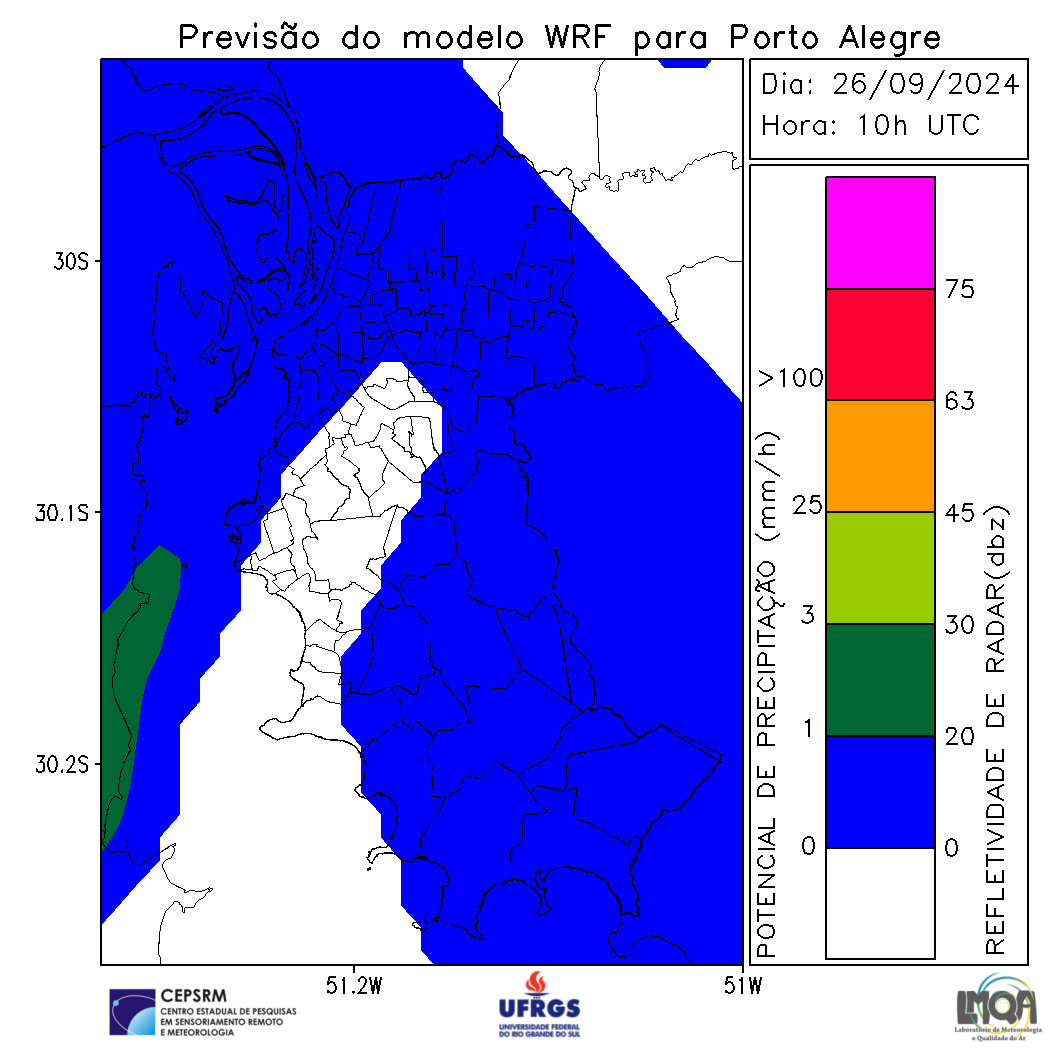 Previsão do modelo WRF para Porto Alegre
Dia: 26/09/2024
Hora: 10h UTC
30S
30.1S
30.2S
51.2W
51W
POTENCIAL DE PRECIPITAÇÃO (mm/h)
>100
25
3
1
0
75
63
45
30
20
0
REFLETIVIDADE DE RADAR(dbz)
CEPSRM
CENTRO ESTADUAL DE PESQUISAS
EM SENSORIAMENTO REMOTO
E METEOROLOGIA
UFRGS
UNIVERSIDADE FEDERAL
DO RIO GRANDE DO SUL
LMQA
Laboratório de Meteorologia
e Qualidade do Ar